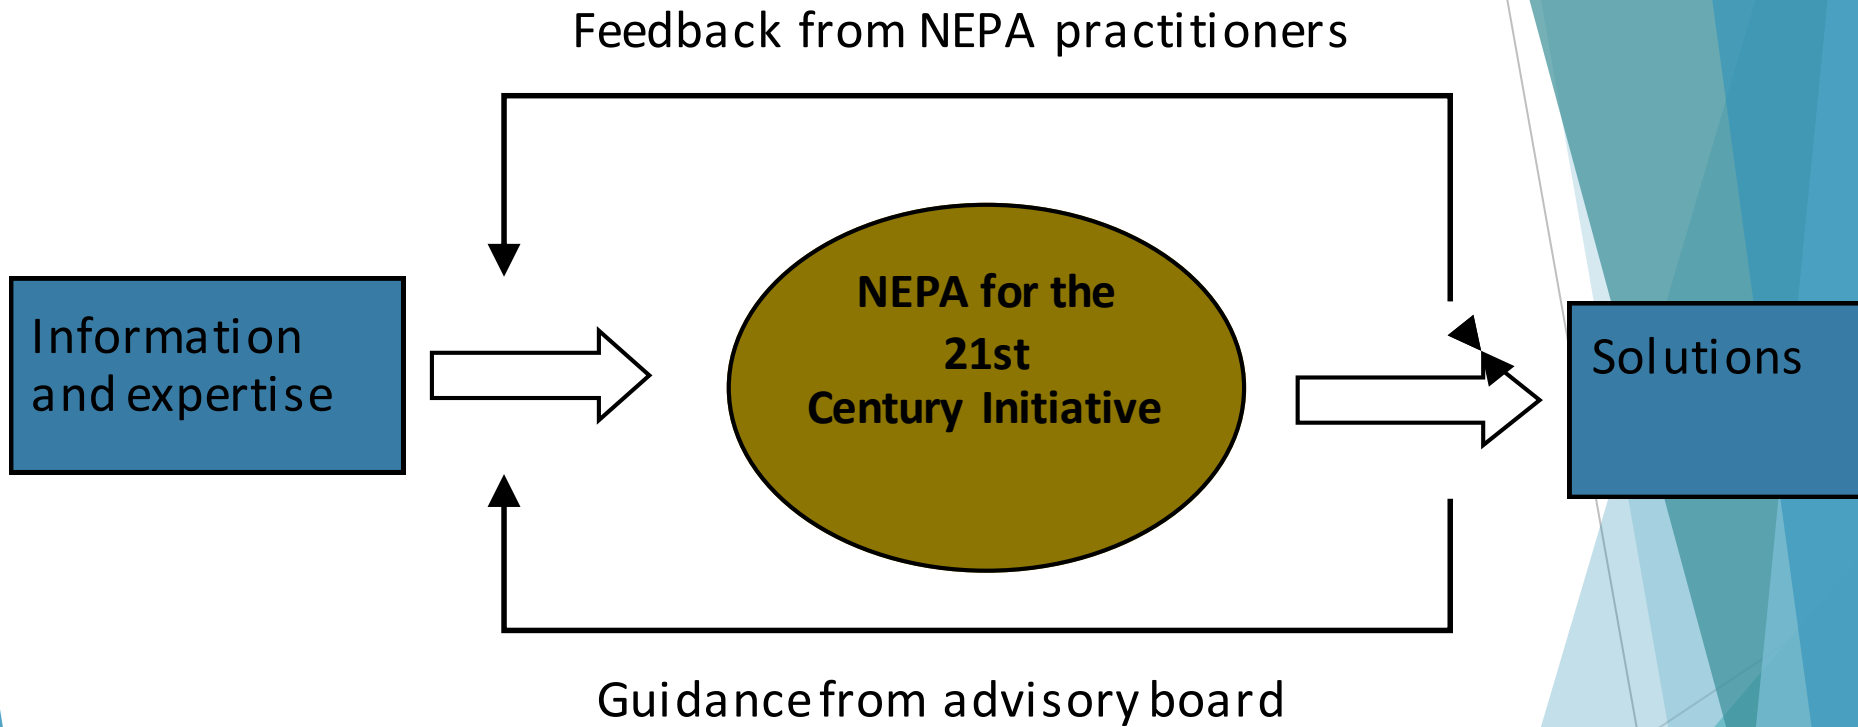 Feedback from NEPA practitioners
Information
and expertise
NEPA for the
21st
Century Initiative
Solutions
Guidance from advisory board